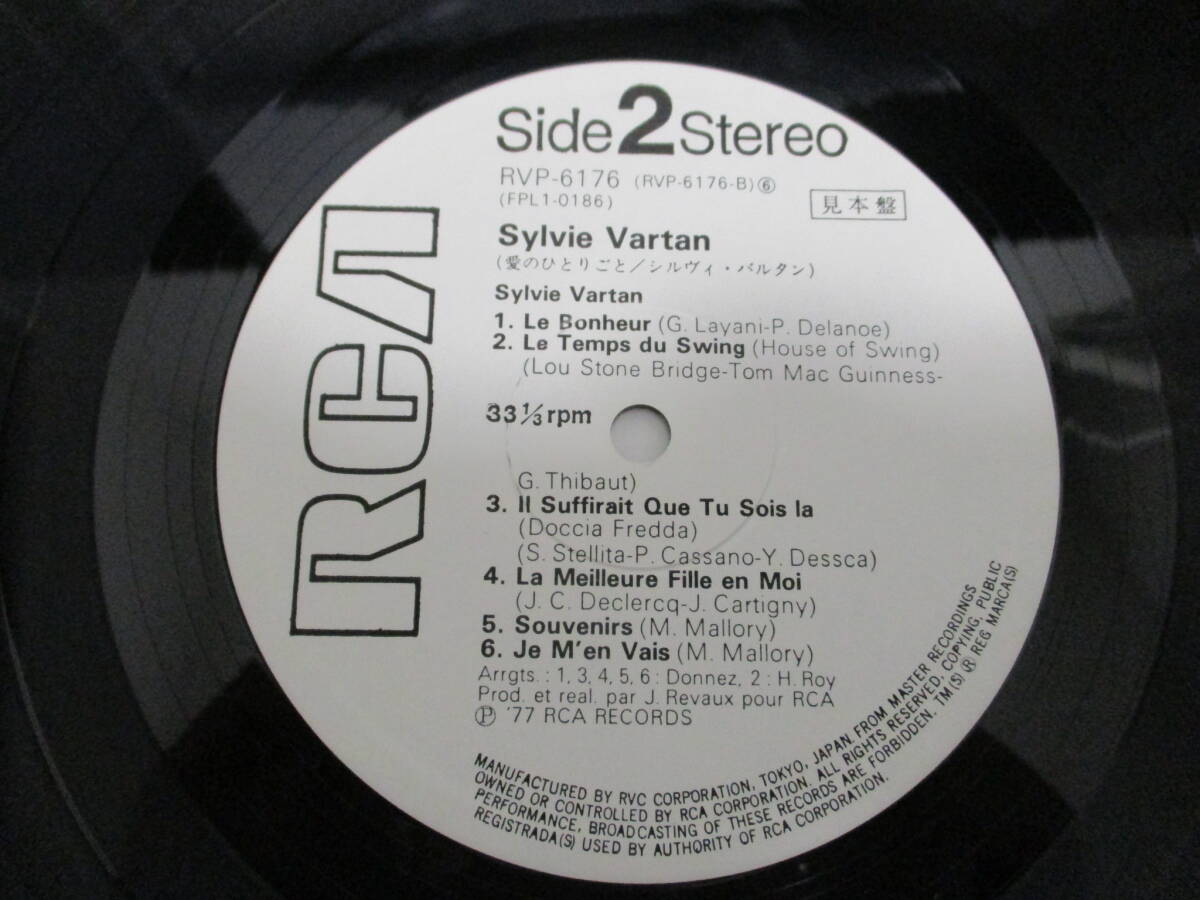 Side 2 Stereo
RVP-6176 (RVP-6176-B)⑥
(FPL1-0186)
見本盤
RCA
Sylvie Vartan
(愛のひとりごと/シルヴィ・バルタン)
Sylvie Vartan
1. Le Bonheur (G. Layani-P. Delanoe)
2. Le Temps du Swing (House of Swing)
(Lou Stone Bridge-Tom Mac Guinness-
33⅓rpm
G. Thibaut)
3. Il Suffirait Que Tu Sois la
(Doccia Fredda)
(S. Stellita-P. Cassano-Y. Dessca)
4. La Meilleure Fille en Moi
(J. C. Declercq-J. Cartigny)
5. Souvenirs (M. Mallory)
6. Je M'en Vais (M. Mallory)
Arrgts. : 1, 3, 4, 5, 6 : Donnez, 2 : H. Roy
Prod. et real. par J. Revaux pour RCA
Ⓟ '77 RCA RECORDS
MANUFACTURED BY RVC CORPORATION, TOKYO, JAPAN. FROM MASTER RECORDINGS
OWNED OR CONTROLLED BY RCA CORPORATION. ALL RIGHTS RESERVED, COPYING, PUBLIC
PERFORMANCE, BROADCASTING OF THESE RECORDS ARE FORBIDDEN. TM(S) ® REG MARCA(S)
REGISTRADA(S) USED BY AUTHORITY OF RCA CORPORATION.